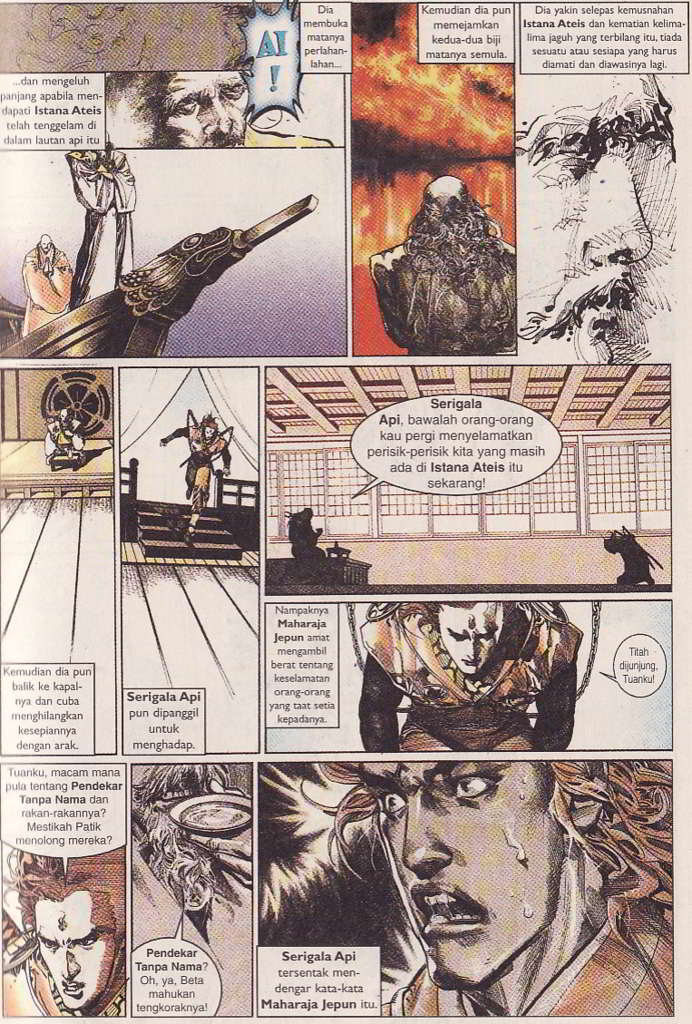 Dia
membuka
matanya
perlahan-
lahan...
AI
!
...dan mengeluh
panjang apabila men-
dapati Istana Ateis
telah tenggelam di
dalam lautan api itu
Kemudian dia pun
memejamkan
kedua-dua biji
matanya semula.
Dia yakin selepas kemusnahan
Istana Ateis dan kematian kelima-
lima jaguh yang terbilang itu, tiada
sesuatu atau sesiapa yang harus
diamati dan diawasinya lagi.
Kemudian dia pun
balik ke kapal-
nya dan cuba
menghilangkan
kesepiannya
dengan arak.
Serigala Api
pun dipanggil
untuk
menghadap.
Serigala
Api, bawalah orang-orang
kau pergi menyelamatkan
perisik-perisik kita yang masih
ada di Istana Ateis itu
sekarang!
Nampaknya
Maharaja
Jepun amat
mengambil
berat tentang
keselamatan
orang-orang
yang taat setia
kepadanya.
Titah
dijunjung,
Tuanku!
Tuanku, macam mana
pula tentang Pendekar
Tanpa Nama dan
rakan-rakannya?
Mestikah Patik
menolong mereka?
Pendekar
Tanpa Nama?
Oh, ya, Beta
mahukan
tengkoraknya!
Serigala Api
tersentak men-
dengar kata-kata
Maharaja Jepun itu.